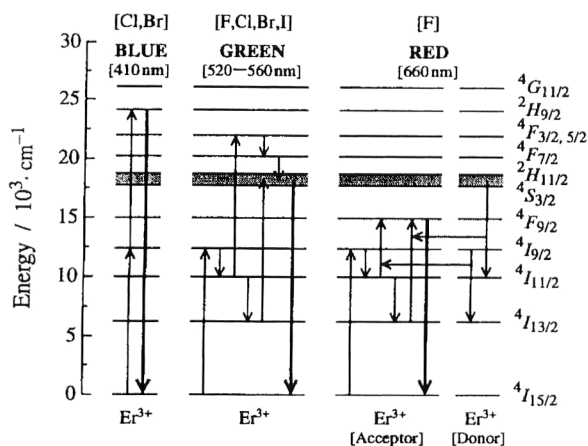 [Cl,Br] [F,Cl,Br,I] [F]
BLUE GREEN RED
[410 nm] [520—560 nm] [660 nm]
Energy / 10³·cm⁻¹
30
25
20
15
10
5
0
⁴G₁₁/₂
²H₉/₂
⁴F₃/₂, ₅/₂
⁴F₇/₂
²H₁₁/₂
⁴S₃/₂
⁴F₉/₂
⁴I₉/₂
⁴I₁₁/₂
⁴I₁₃/₂
⁴I₁₅/₂
Er³⁺ Er³⁺ Er³⁺ Er³⁺
[Acceptor] [Donor]